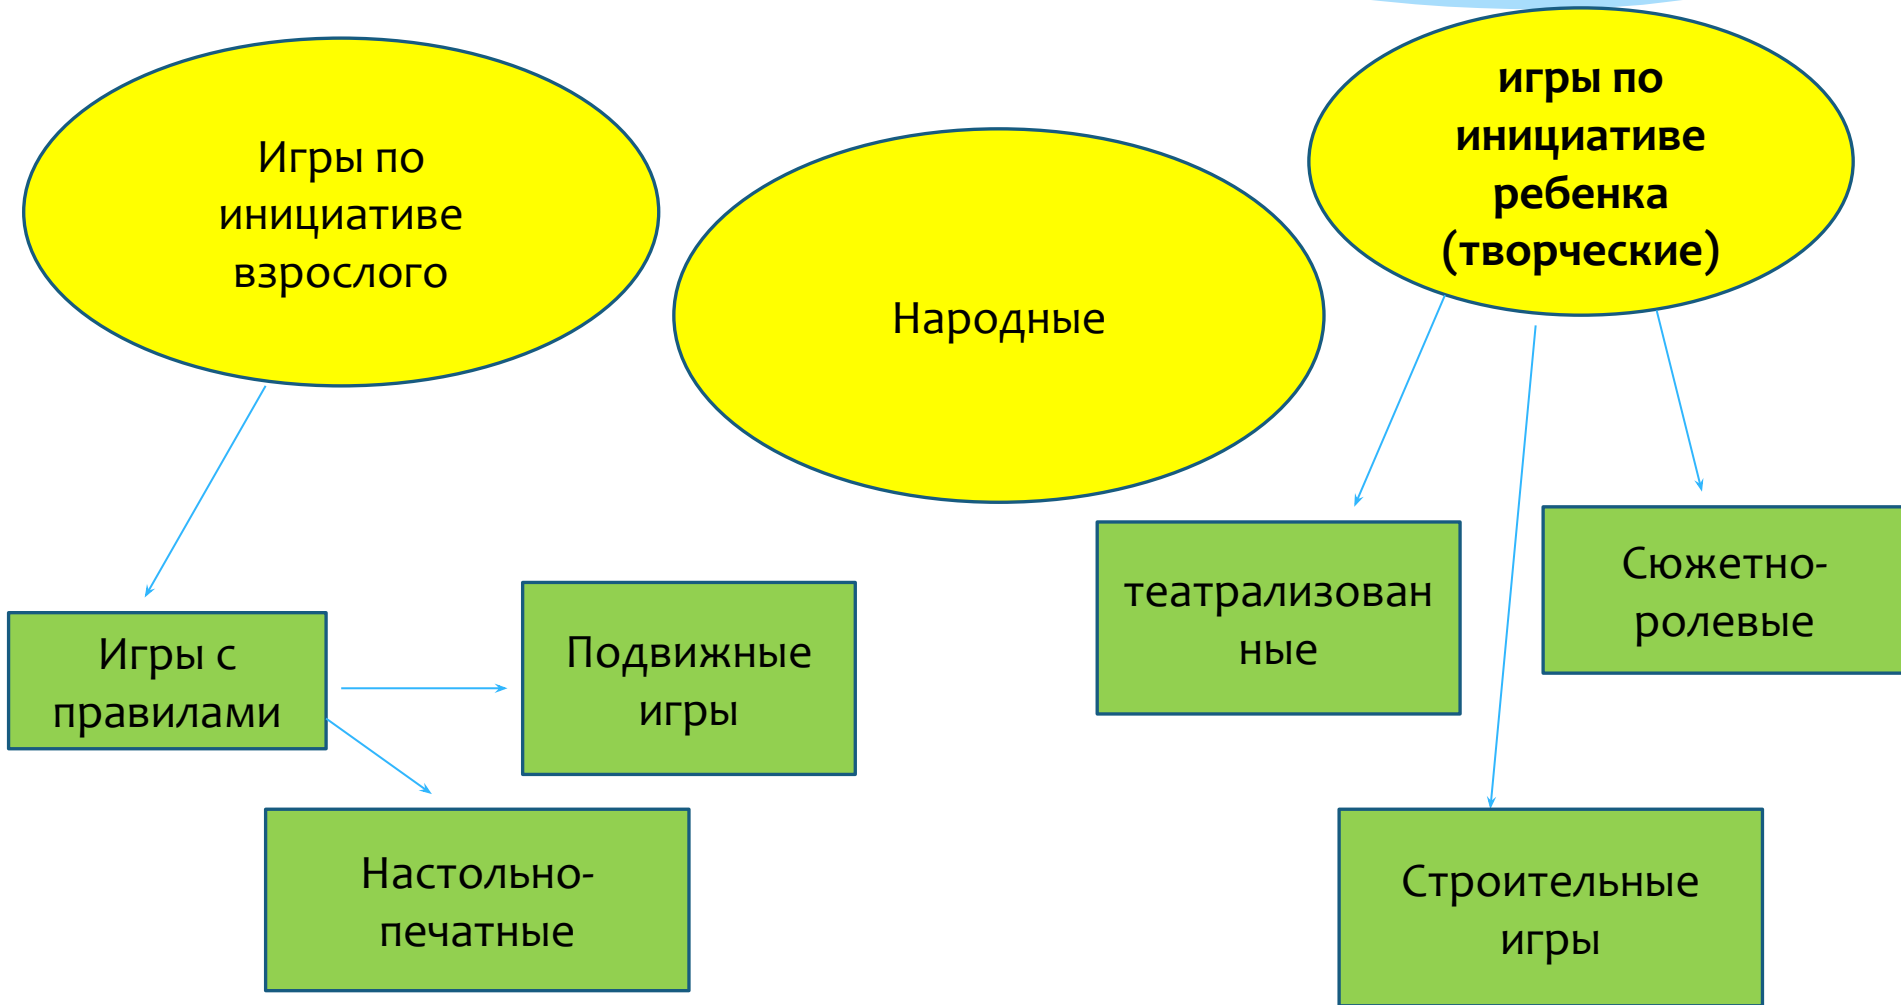 Игры по
инициативе
взрослого
Народные
игры по
инициативе
ребенка
(творческие)
Игры с
правилами
Подвижные
игры
Настольно-
печатные
театрализован
ные
Сюжетно-
ролевые
Строительные
игры